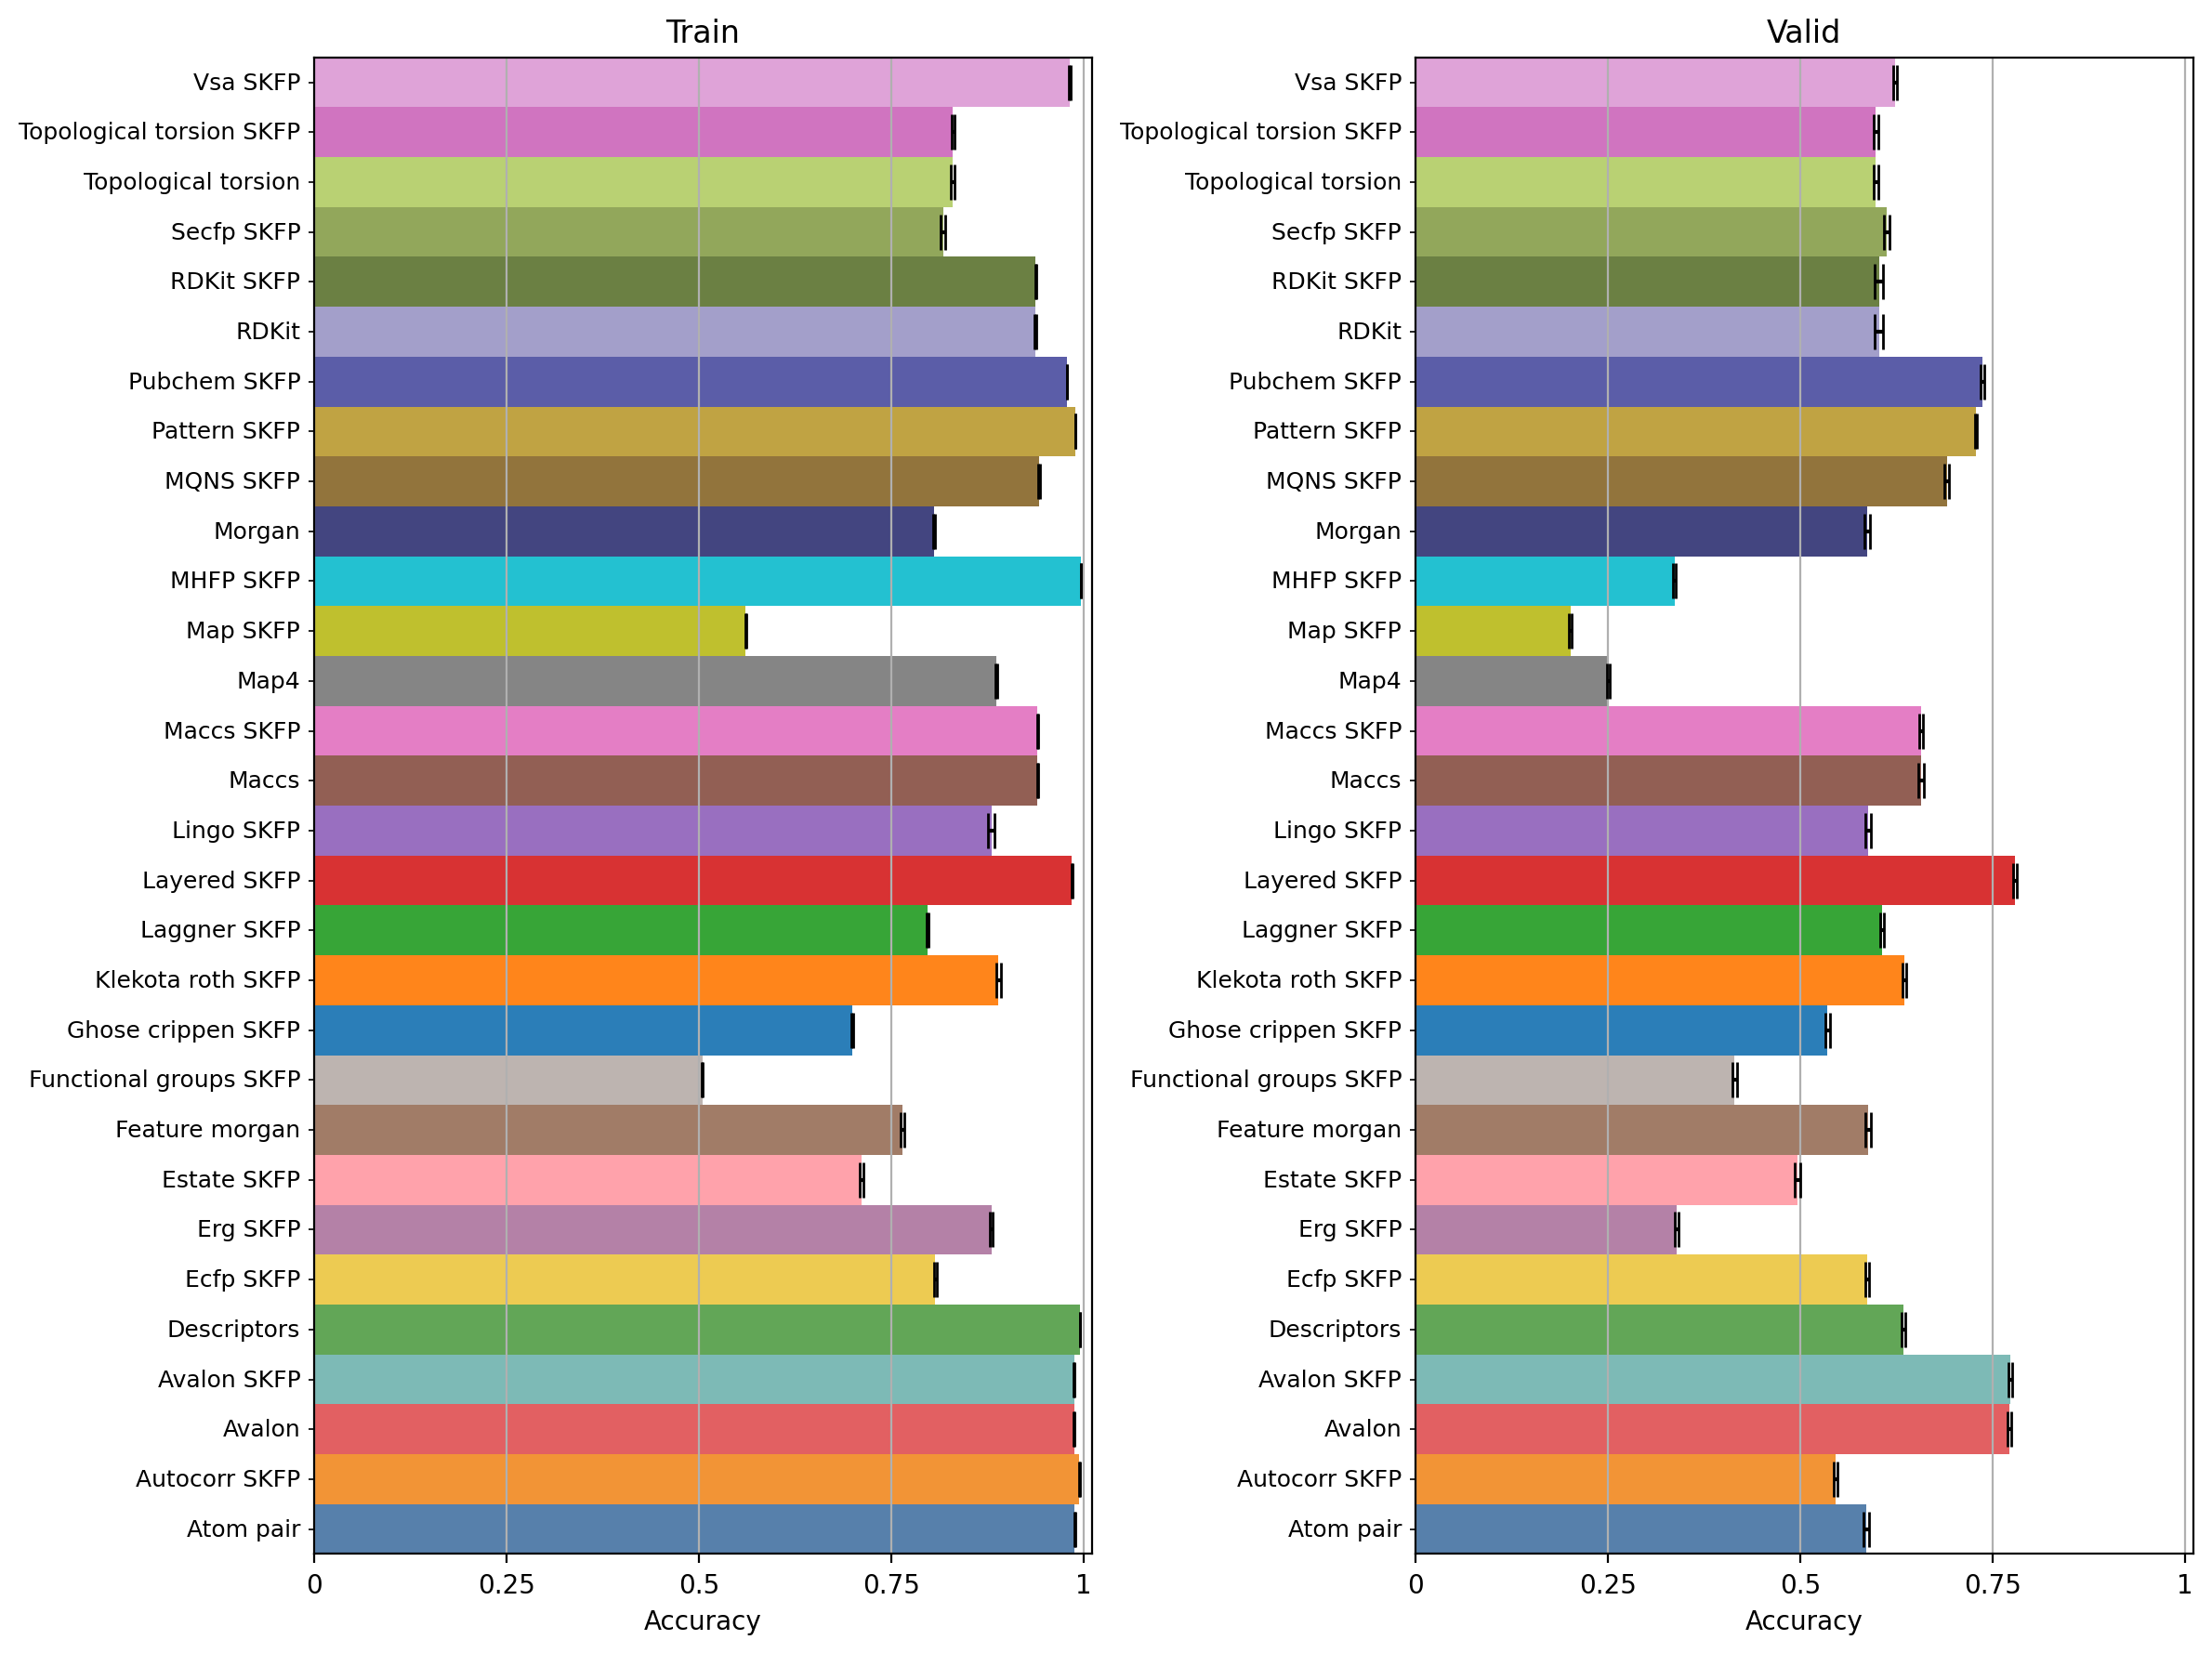 Train
Vsa SKFP
Topological torsion SKFP
Topological torsion
Secfp SKFP
RDKit SKFP
RDKit
Pubchem SKFP
Pattern SKFP
MQNS SKFP
Morgan
MHFP SKFP
Map SKFP
Map4
Maccs SKFP
Maccs
Lingo SKFP
Layered SKFP
Laggner SKFP
Klekota roth SKFP
Ghose crippen SKFP
Functional groups SKFP
Feature morgan
Estate SKFP
Erg SKFP
Ecfp SKFP
Descriptors
Avalon SKFP
Avalon
Autocorr SKFP
Atom pair
0 0.25 0.5 0.75 1
Accuracy
Valid
Vsa SKFP
Topological torsion SKFP
Topological torsion
Secfp SKFP
RDKit SKFP
RDKit
Pubchem SKFP
Pattern SKFP
MQNS SKFP
Morgan
MHFP SKFP
Map SKFP
Map4
Maccs SKFP
Maccs
Lingo SKFP
Layered SKFP
Laggner SKFP
Klekota roth SKFP
Ghose crippen SKFP
Functional groups SKFP
Feature morgan
Estate SKFP
Erg SKFP
Ecfp SKFP
Descriptors
Avalon SKFP
Avalon
Autocorr SKFP
Atom pair
0 0.25 0.5 0.75 1
Accuracy